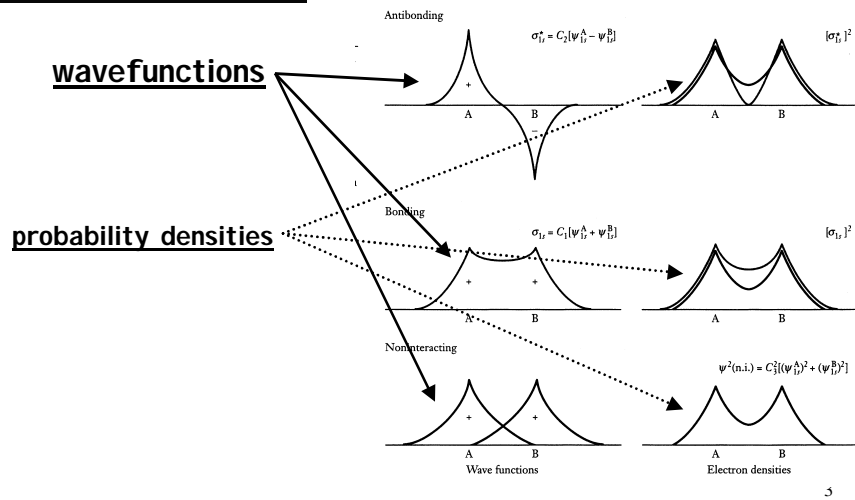 Antibonding
σ*₁ₛ = C₂[ψᴬ₁ₛ – ψᴮ₁ₛ]
[σ*₁ₛ]²
wavefunctions
+
A
B
–
A
B
Bonding
probability densities
σ₁ₛ = C₁[ψᴬ₁ₛ + ψᴮ₁ₛ]
[σ₁ₛ]²
+
+
A
B
A
B
Noninteracting
ψ²(n.i.) = C₃²[(ψᴬ₁ₛ)² + (ψᴮ₁ₛ)²]
+
+
A
B
A
B
Wave functions
Electron densities
3